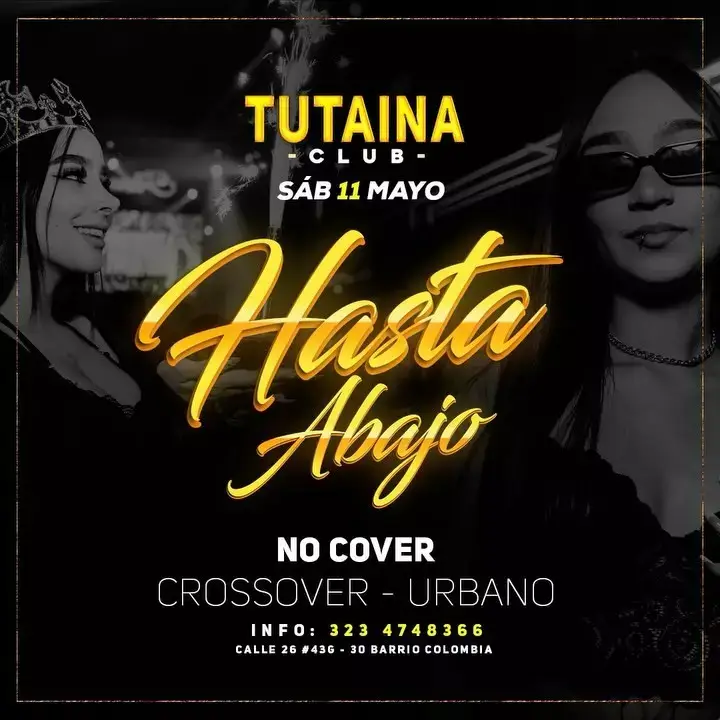 TUTAINA
- CLUB -
SÁB 11 MAYO
Hasta
Abajo
NO COVER
CROSSOVER - URBANO
INFO: 323 4748366
CALLE 26 #43G - 30 BARRIO COLOMBIA